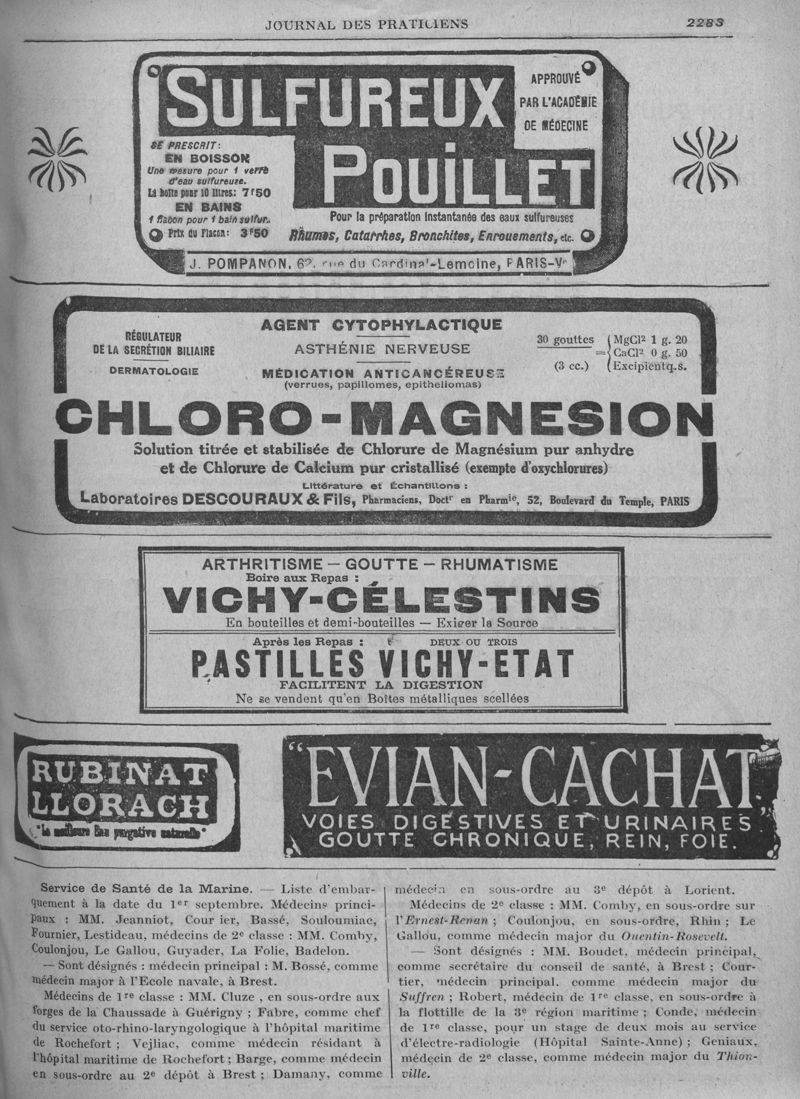 JOURNAL DES PRATICIENS 2283
SULFUREUX
POUILLET
APPROUVÉ
PAR L'ACADÉMIE
DE MÉDECINE
SE PRESCRIT:
EN BOISSON
Une mesure pour 1 verre
d'eau sulfureuse.
La boîte pour 10 litres: 7f50
EN BAINS
1 flacon pour 1 bain sulfur.
Prix du Flacon: 3f50
Pour la préparation instantanée des eaux sulfureuses
Rhumes, Catarrhes, Bronchites, Enrouements, etc.
J. POMPANON, rue du Cardinal-Lemoine, PARIS-Ve
RÉGULATEUR
DE LA SECRÉTION BILIAIRE
DERMATOLOGIE
AGENT CYTOPHYLACTIQUE
ASTHÉNIE NERVEUSE
MÉDICATION ANTICANCÉREUSE
(verrues, papillomes, epitheliomas)
30 gouttes
(3 cc.)
=
MgCl² 1 g. 20
CaCl² 0 g. 50
Excipient q.s.
CHLORO-MAGNESION
Solution titrée et stabilisée de Chlorure de Magnésium pur anhydre
et de Chlorure de Calcium pur cristallisé (exempte d'oxychlorures)
Littérature et Échantillons :
Laboratoires DESCOURAUX & Fils, Pharmaciens, Doctr en Pharmie, 52, Boulevard du Temple, PARIS
ARTHRITISME — GOUTTE — RHUMATISME
Boire aux Repas :
VICHY-CÉLESTINS
En bouteilles et demi-bouteilles — Exiger la Source
Après les Repas : DEUX OU TROIS
PASTILLES VICHY-ETAT
FACILITENT LA DIGESTION
Ne se vendent qu'en Boîtes métalliques scellées
RUBINAT
LLORACH
"La meilleure Eau purgative naturelle"
"EVIAN-CACHAT"
VOIES DIGESTIVES ET URINAIRES
GOUTTE CHRONIQUE, REIN, FOIE.
Service de Santé de la Marine. — Liste d'embar-
quement à la date du 1er septembre. Médecins princi-
paux : MM. Jeanniot, Cour ier, Bassé, Souloumiac,
Fournier, Lestideau, médecins de 2e classe : MM. Comby,
Coulonjou, Le Gallou, Guyader, La Folie, Badelon.
— Sont désignés : médecin principal : M. Bossé, comme
médecin major à l'Ecole navale, à Brest.
Médecins de 1re classe : MM. Cluze , en sous-ordre aux
forges de la Chaussade à Guérigny ; Fabre, comme chef
du service oto-rhino-laryngologique à l'hôpital maritime
de Rochefort ; Vejliac, comme médecin résidant à
l'hôpital maritime de Rochefort ; Barge, comme médecin
en sous-ordre au 2e dépôt à Brest ; Damany, comme
médecin en sous-ordre au 3e dépôt à Lorient.
Médecins de 2e classe : MM. Comby, en sous-ordre sur
l'Ernest-Renan ; Coulonjou, en sous-ordre, Rhin ; Le
Gallou, comme médecin major du Quentin-Rosevelt.
— Sont désignés : MM. Boudet, médecin principal,
comme secrétaire du conseil de santé, à Brest ; Cour-
tier, médecin principal, comme médecin major du
Suffren ; Robert, médecin de 1re classe, en sous-ordre à
la flottille de la 3e région maritime ; Conde, médecin
de 1re classe, pour un stage de deux mois au service
d'électre-radiologie (Hôpital Sainte-Anne) ; Geniaux,
médecin de 2e classe, comme médecin major du Thion-
ville.